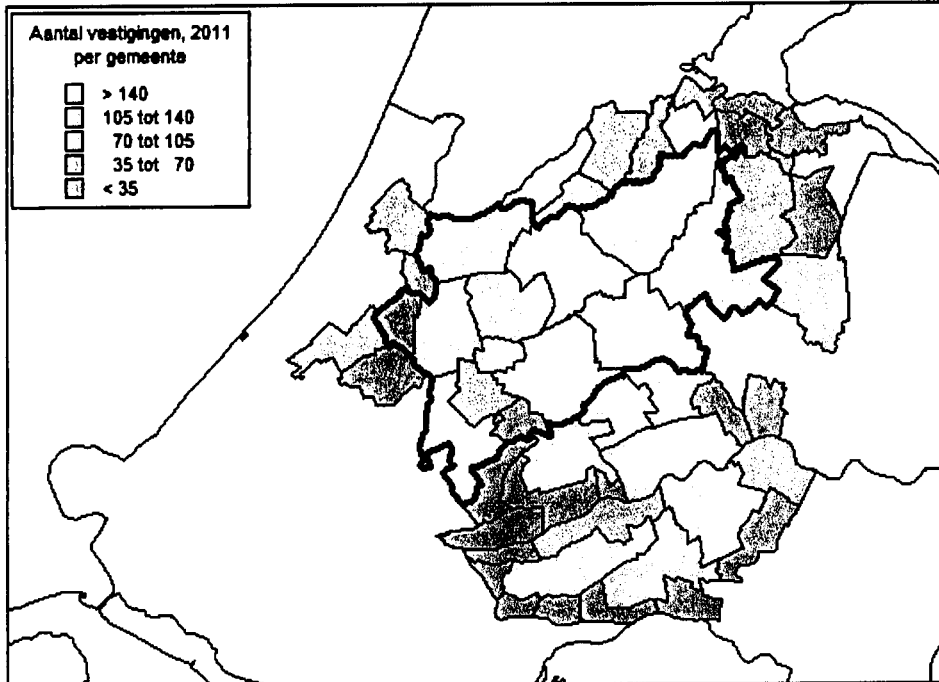 Aantal vestigingen, 2011
per gemeente
> 140
105 tot 140
70 tot 105
35 tot 70
< 35